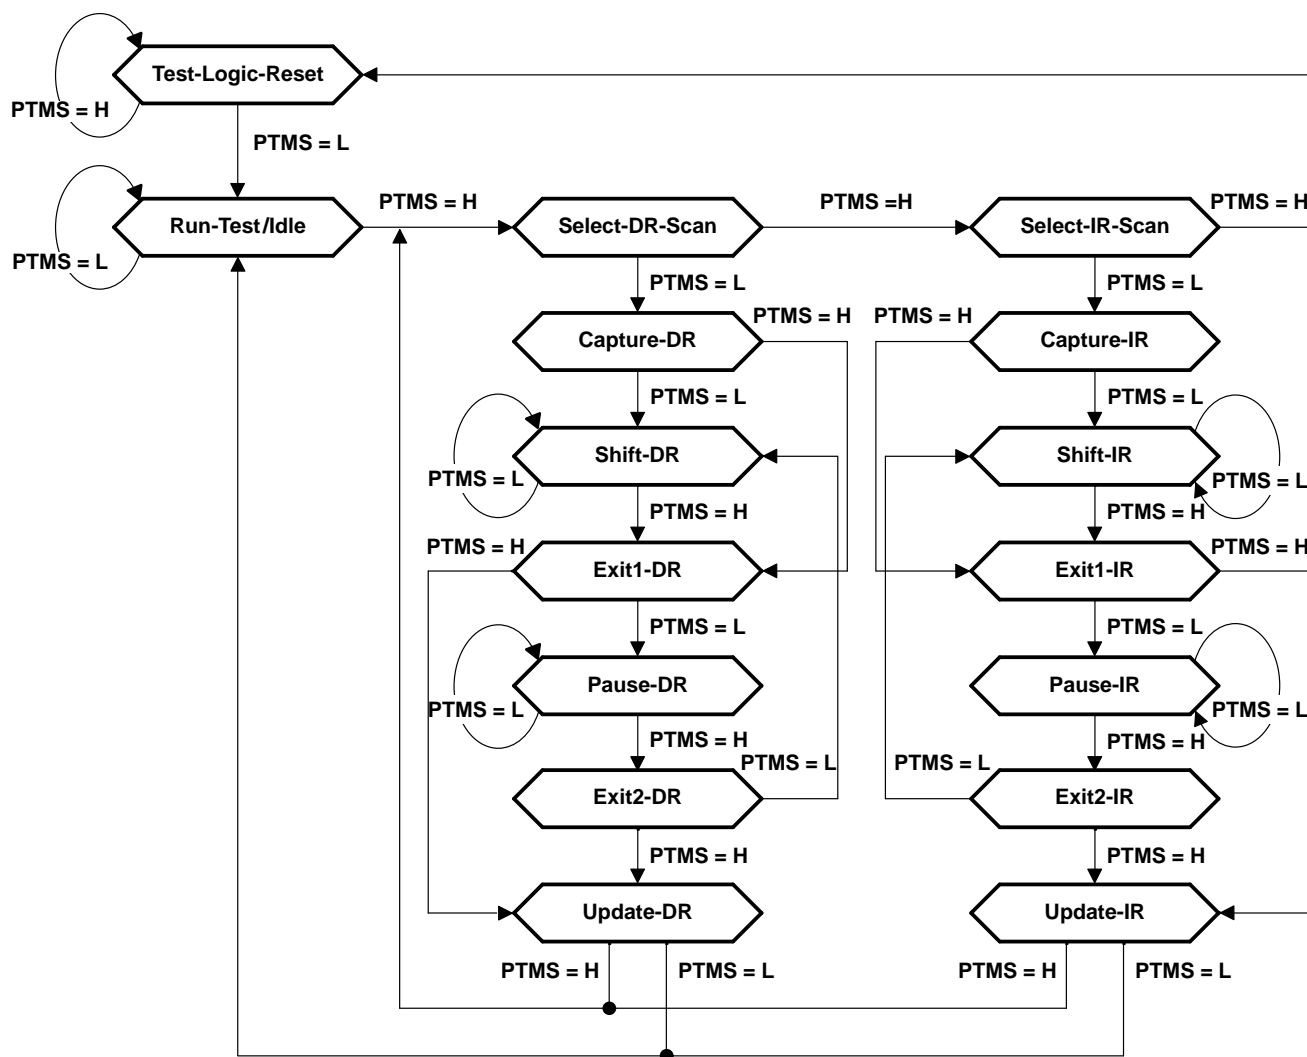 Test-Logic-Reset
PTMS = H
PTMS = L
Run-Test/Idle
PTMS = L
PTMS = H
Select-DR-Scan
PTMS =H
Select-IR-Scan
PTMS = H
PTMS = L
PTMS = L
Capture-DR
PTMS = H
PTMS = H
Capture-IR
PTMS = L
PTMS = L
Shift-DR
PTMS = L
Shift-IR
PTMS = L
PTMS = H
PTMS = H
PTMS = H
Exit1-DR
Exit1-IR
PTMS = H
PTMS = L
PTMS = L
Pause-DR
PTMS = L
Pause-IR
PTMS = L
PTMS = H
PTMS = H
Exit2-DR
PTMS = L
PTMS = L
Exit2-IR
PTMS = H
PTMS = H
Update-DR
Update-IR
PTMS = H
PTMS = L
PTMS = H
PTMS = L